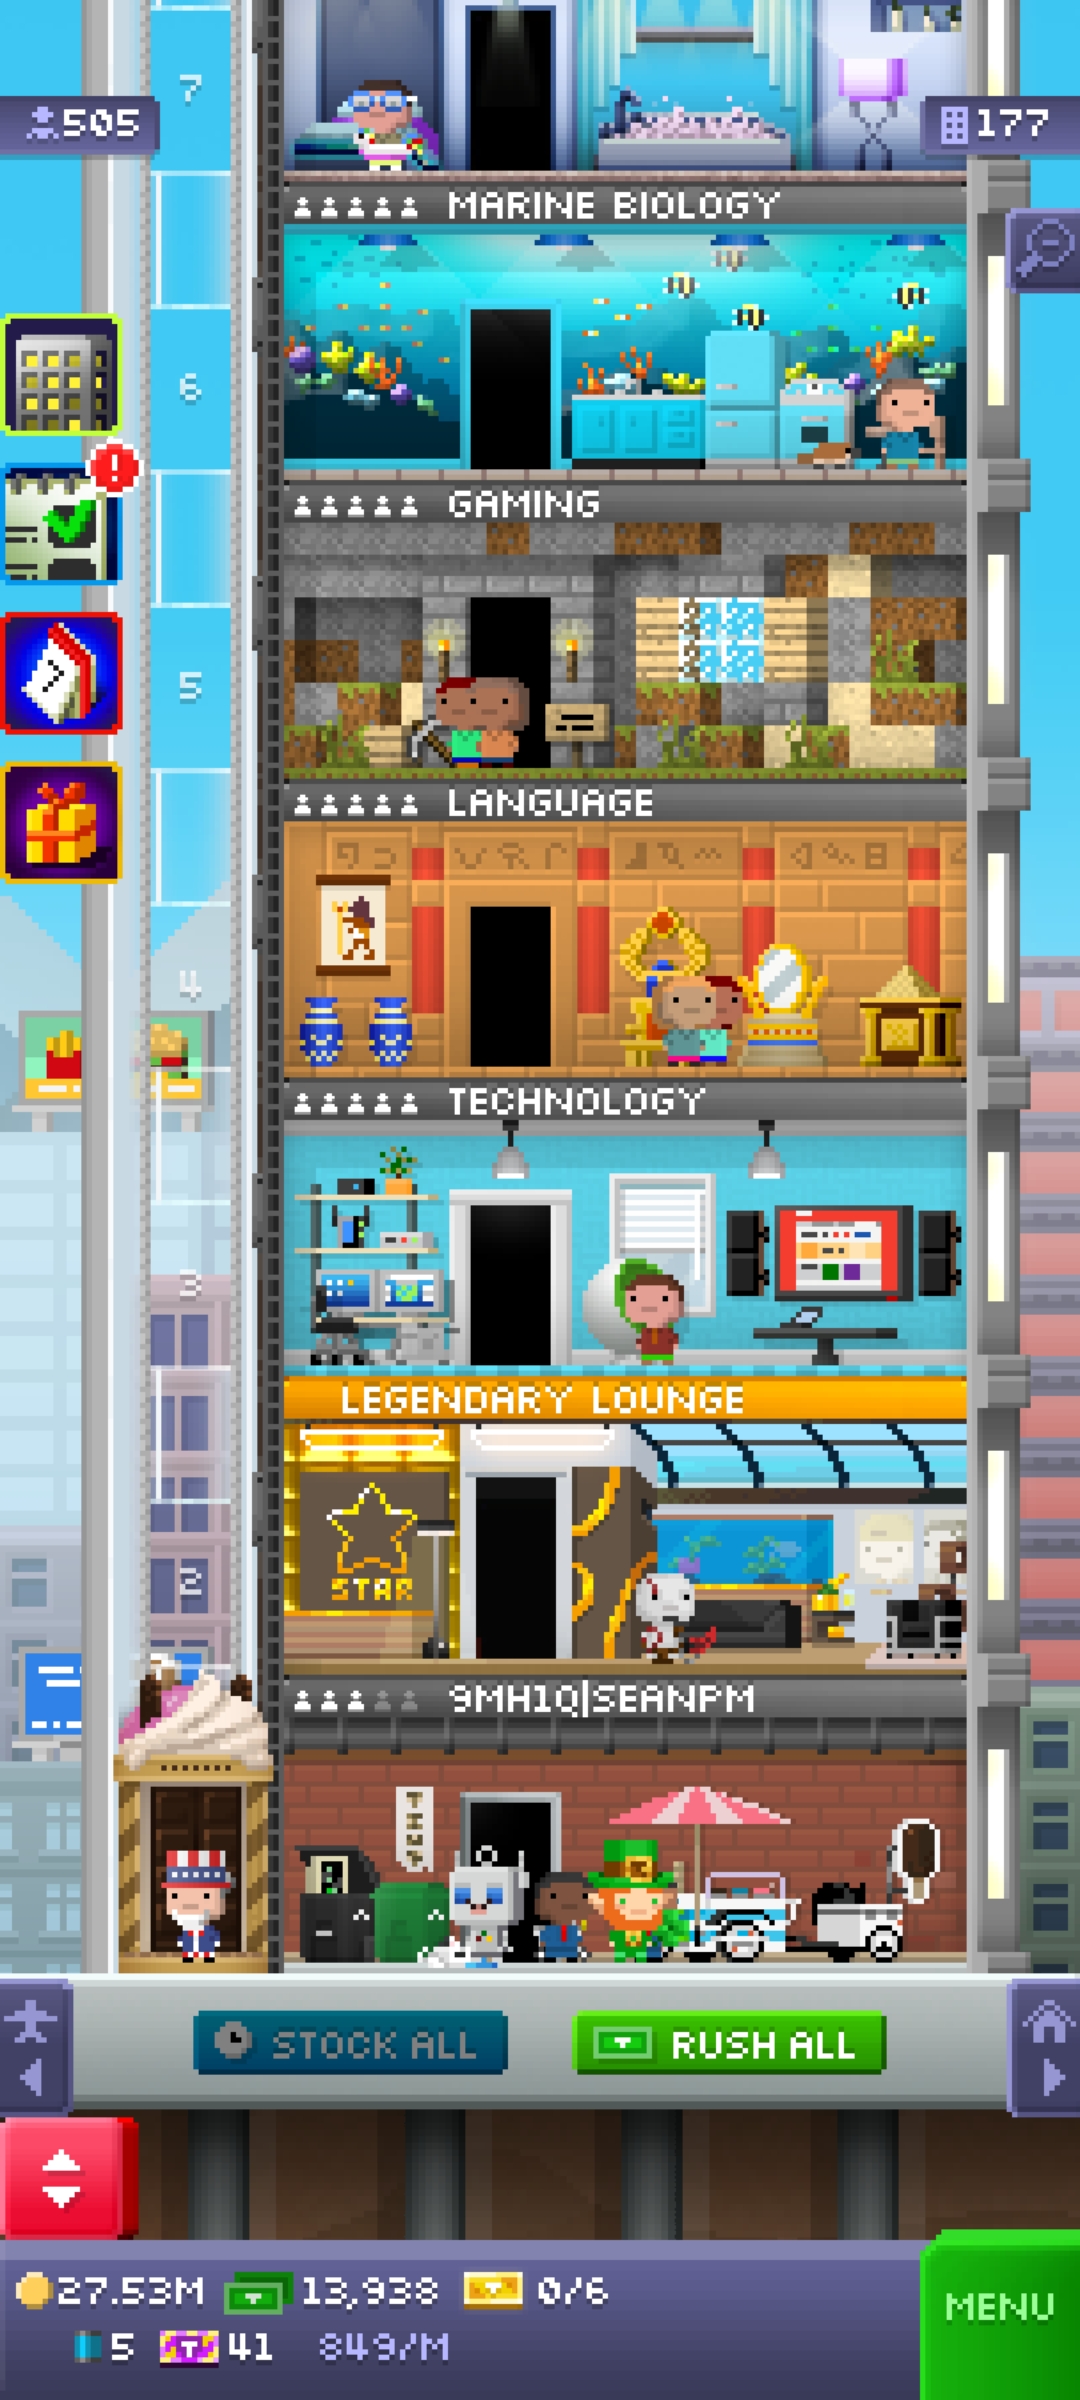 7
505
177
MARINE BIOLOGY
6
GAMING
5
LANGUAGE
4
TECHNOLOGY
3
LEGENDARY LOUNGE
STAR
2
9MH1Q|SEANPM
TINY
STOCK ALL
RUSH ALL
27.53M
13,938
0/6
MENU
5
41
849/M